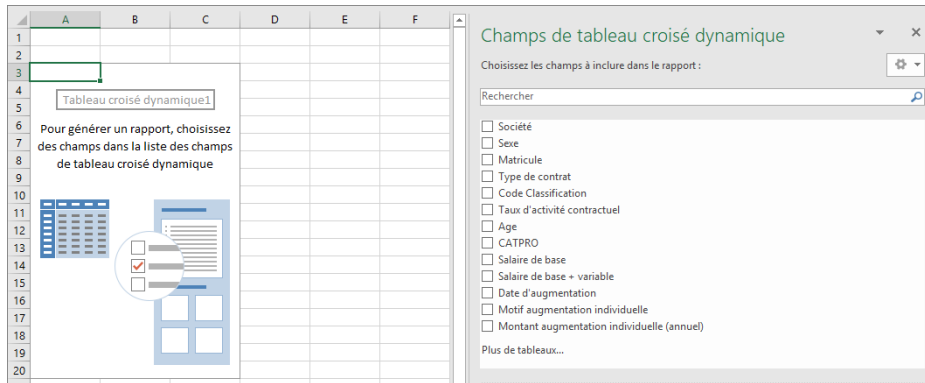 A B C D E F
1
2
3
4
5
6
7
8
9
10
11
12
13
14
15
16
17
18
19
20
Tableau croisé dynamique1
Pour générer un rapport, choisissez
des champs dans la liste des champs
de tableau croisé dynamique
Champs de tableau croisé dynamique
Choisissez les champs à inclure dans le rapport :
Rechercher
Société
Sexe
Matricule
Type de contrat
Code Classification
Taux d'activité contractuel
Age
CATPRO
Salaire de base
Salaire de base + variable
Date d'augmentation
Motif augmentation individuelle
Montant augmentation individuelle (annuel)
Plus de tableaux...